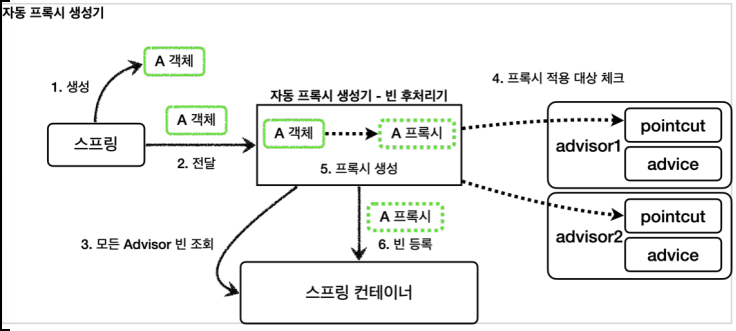 자동 프록시 생성기
A 객체
1. 생성
4. 프록시 적용 대상 체크
자동 프록시 생성기 - 빈 후처리기
A 객체
스프링
2. 전달
A 객체
A 프록시
5. 프록시 생성
advisor1
pointcut
advice
advisor2
pointcut
advice
3. 모든 Advisor 빈 조회
A 프록시
6. 빈 등록
스프링 컨테이너